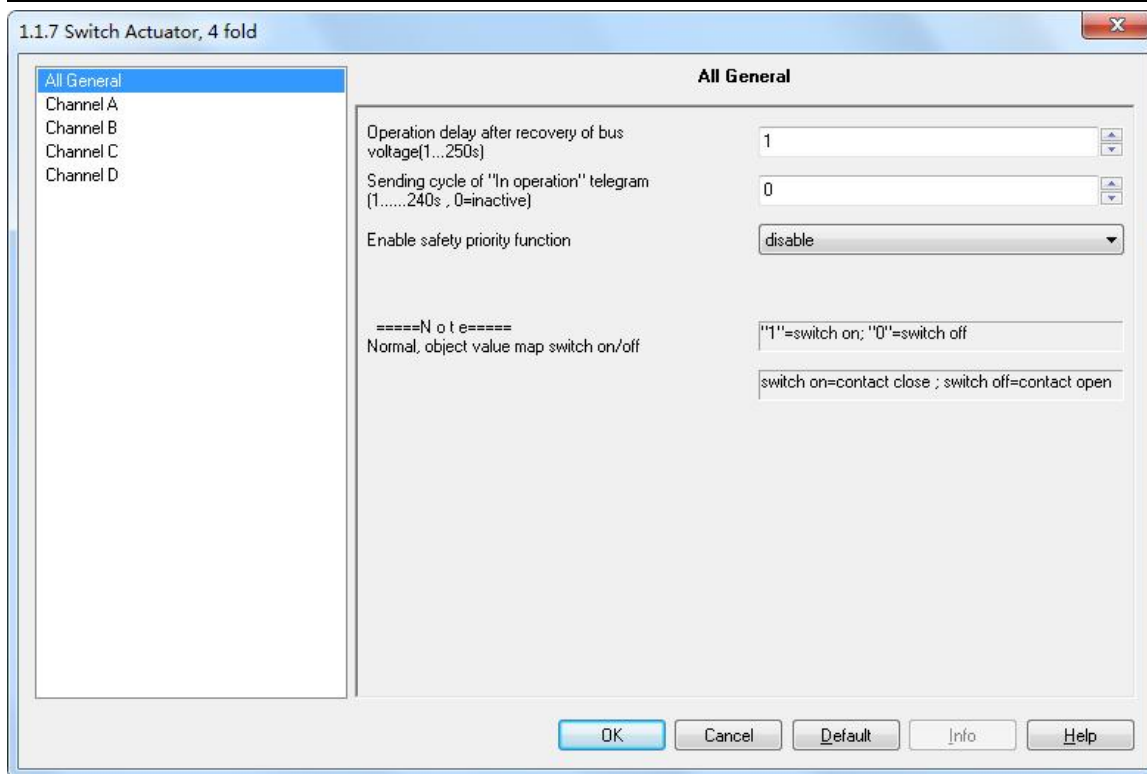 1.1.7 Switch Actuator, 4 fold
All General
Channel A
Channel B
Channel C
Channel D
All General
Operation delay after recovery of bus
voltage(1...250s)
1
Sending cycle of "In operation" telegram
(1......240s , 0=inactive)
0
Enable safety priority function
disable
=====N o t e=====
Normal, object value map switch on/off
"1"=switch on; "0"=switch off
switch on=contact close ; switch off=contact open
OK
Cancel
Default
Info
Help